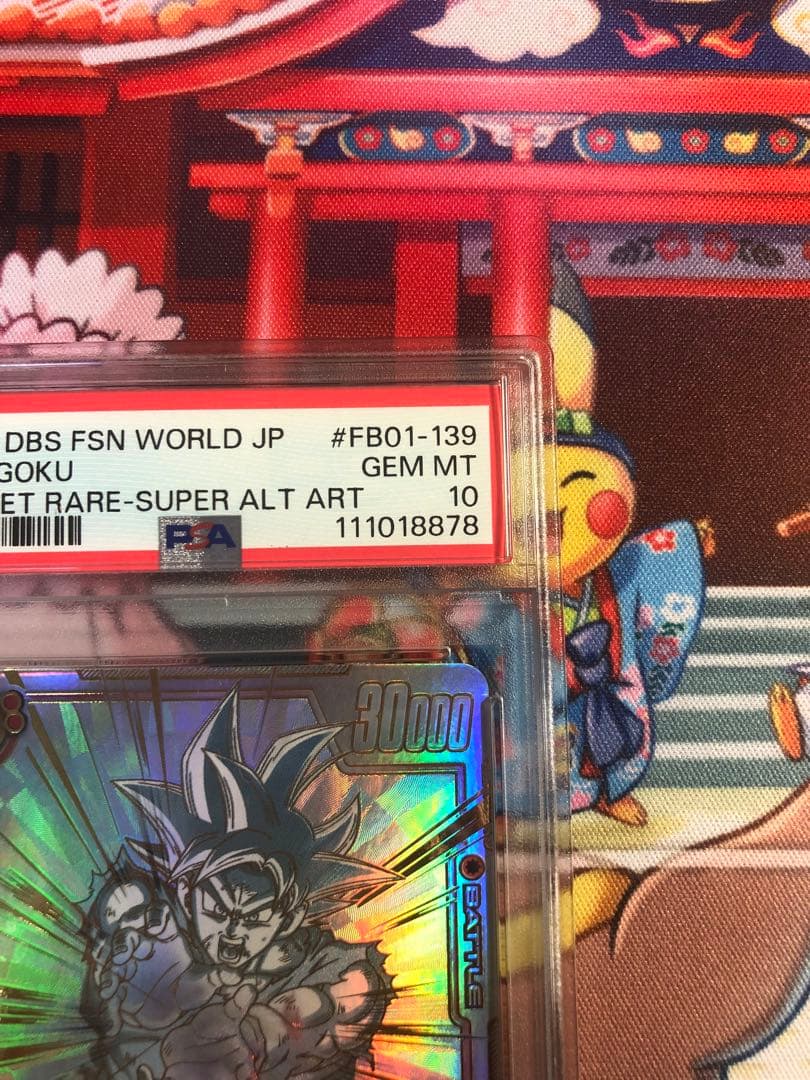 DBS FSN WORLD JP #FB01-139
GOKU GEM MT
ET RARE-SUPER ALT ART 10
111018878
PSA
30000
BATTLE